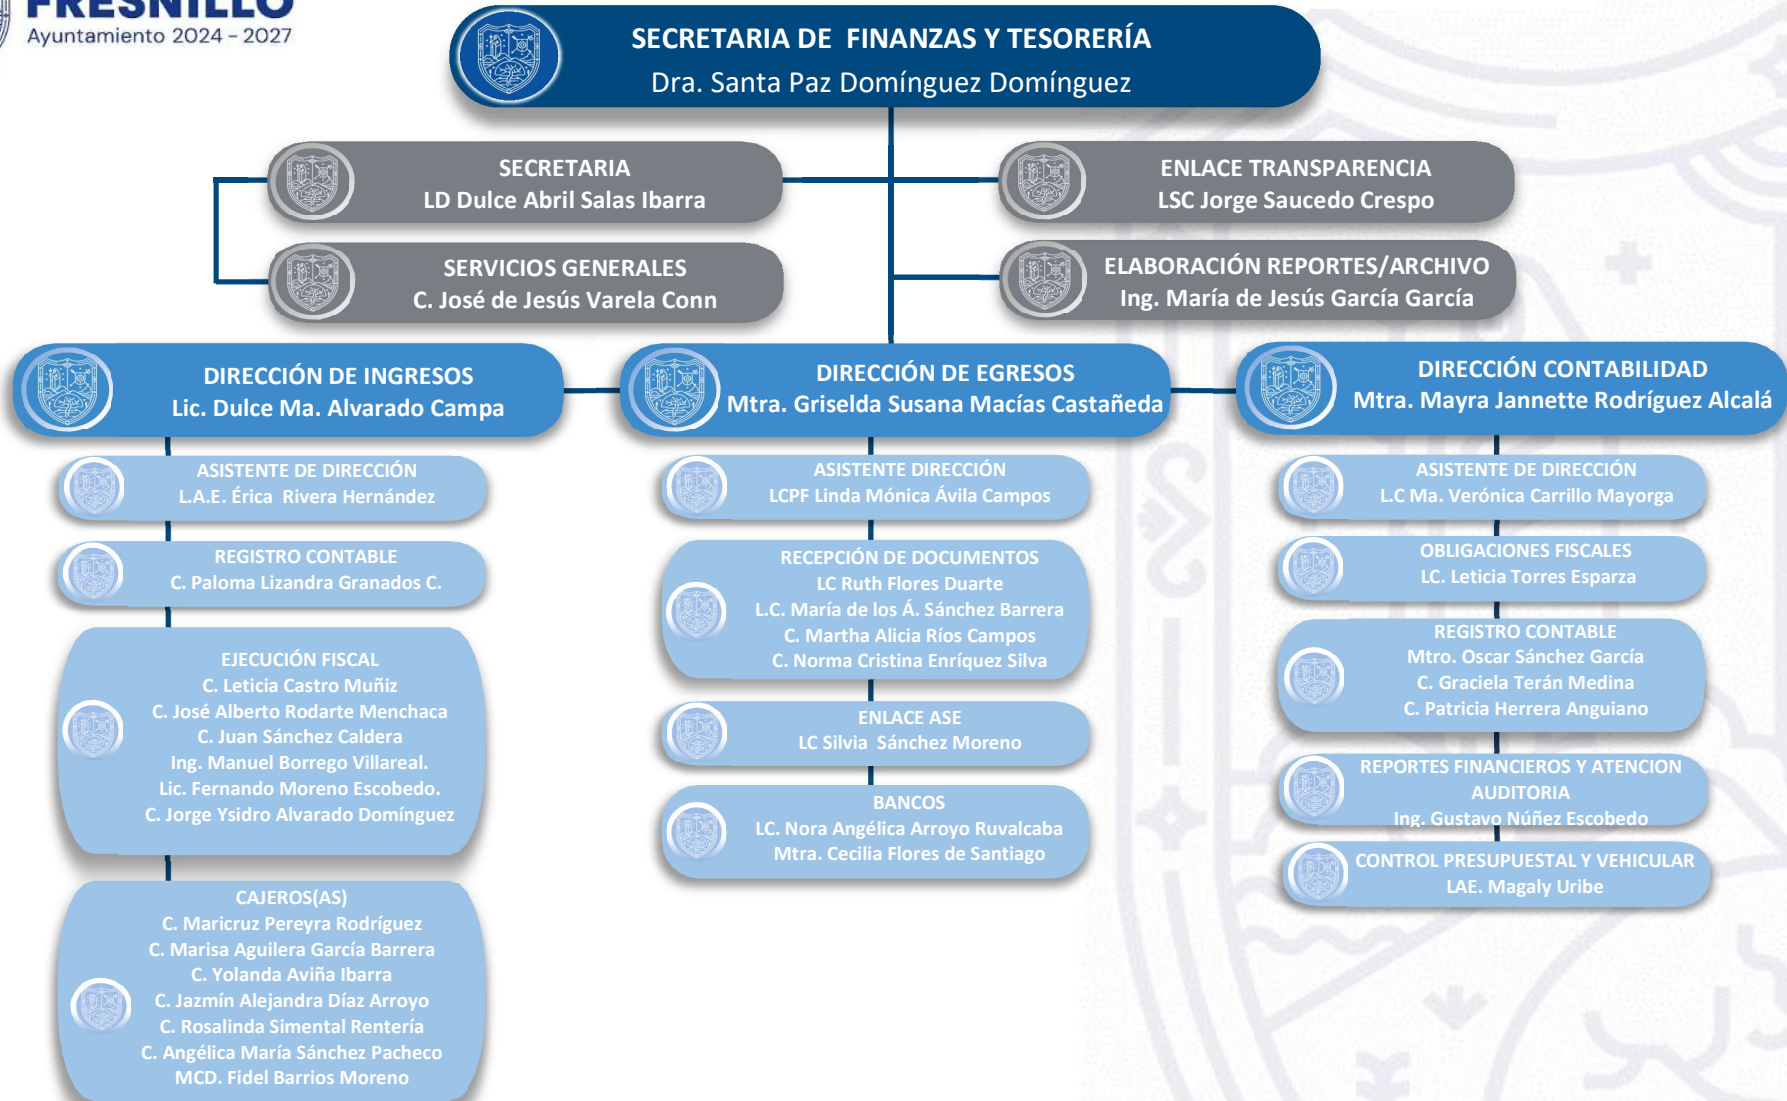 FRESNILLO
Ayuntamiento 2024 - 2027
SECRETARIA DE FINANZAS Y TESORERÍA
Dra. Santa Paz Domínguez Domínguez
SECRETARIA
LD Dulce Abril Salas Ibarra
ENLACE TRANSPARENCIA
LSC Jorge Saucedo Crespo
SERVICIOS GENERALES
C. José de Jesús Varela Conn
ELABORACIÓN REPORTES/ARCHIVO
Ing. María de Jesús García García
DIRECCIÓN DE INGRESOS
Lic. Dulce Ma. Alvarado Campa
ASISTENTE DE DIRECCIÓN
L.A.E. Érica Rivera Hernández
REGISTRO CONTABLE
C. Paloma Lizandra Granados C.
EJECUCIÓN FISCAL
C. Leticia Castro Muñiz
C. José Alberto Rodarte Menchaca
C. Juan Sánchez Caldera
Ing. Manuel Borrego Villareal.
Lic. Fernando Moreno Escobedo.
C. Jorge Ysidro Alvarado Domínguez
CAJEROS(AS)
C. Maricruz Pereyra Rodríguez
C. Marisa Aguilera García Barrera
C. Yolanda Aviña Ibarra
C. Jazmín Alejandra Díaz Arroyo
C. Rosalinda Simental Rentería
C. Angélica María Sánchez Pacheco
MCD. Fidel Barrios Moreno
DIRECCIÓN DE EGRESOS
Mtra. Griselda Susana Macías Castañeda
ASISTENTE DIRECCIÓN
LCPF Linda Mónica Ávila Campos
RECEPCIÓN DE DOCUMENTOS
LC Ruth Flores Duarte
L.C. María de los Á. Sánchez Barrera
C. Martha Alicia Ríos Campos
C. Norma Cristina Enríquez Silva
ENLACE ASE
LC Silvia Sánchez Moreno
BANCOS
LC. Nora Angélica Arroyo Ruvalcaba
Mtra. Cecilia Flores de Santiago
DIRECCIÓN CONTABILIDAD
Mtra. Mayra Jannette Rodríguez Alcalá
ASISTENTE DE DIRECCIÓN
L.C Ma. Verónica Carrillo Mayorga
OBLIGACIONES FISCALES
LC. Leticia Torres Esparza
REGISTRO CONTABLE
Mtro. Oscar Sánchez García
C. Graciela Terán Medina
C. Patricia Herrera Anguiano
REPORTES FINANCIEROS Y ATENCION
AUDITORIA
Ing. Gustavo Núñez Escobedo
CONTROL PRESUPUESTAL Y VEHICULAR
LAE. Magaly Uribe